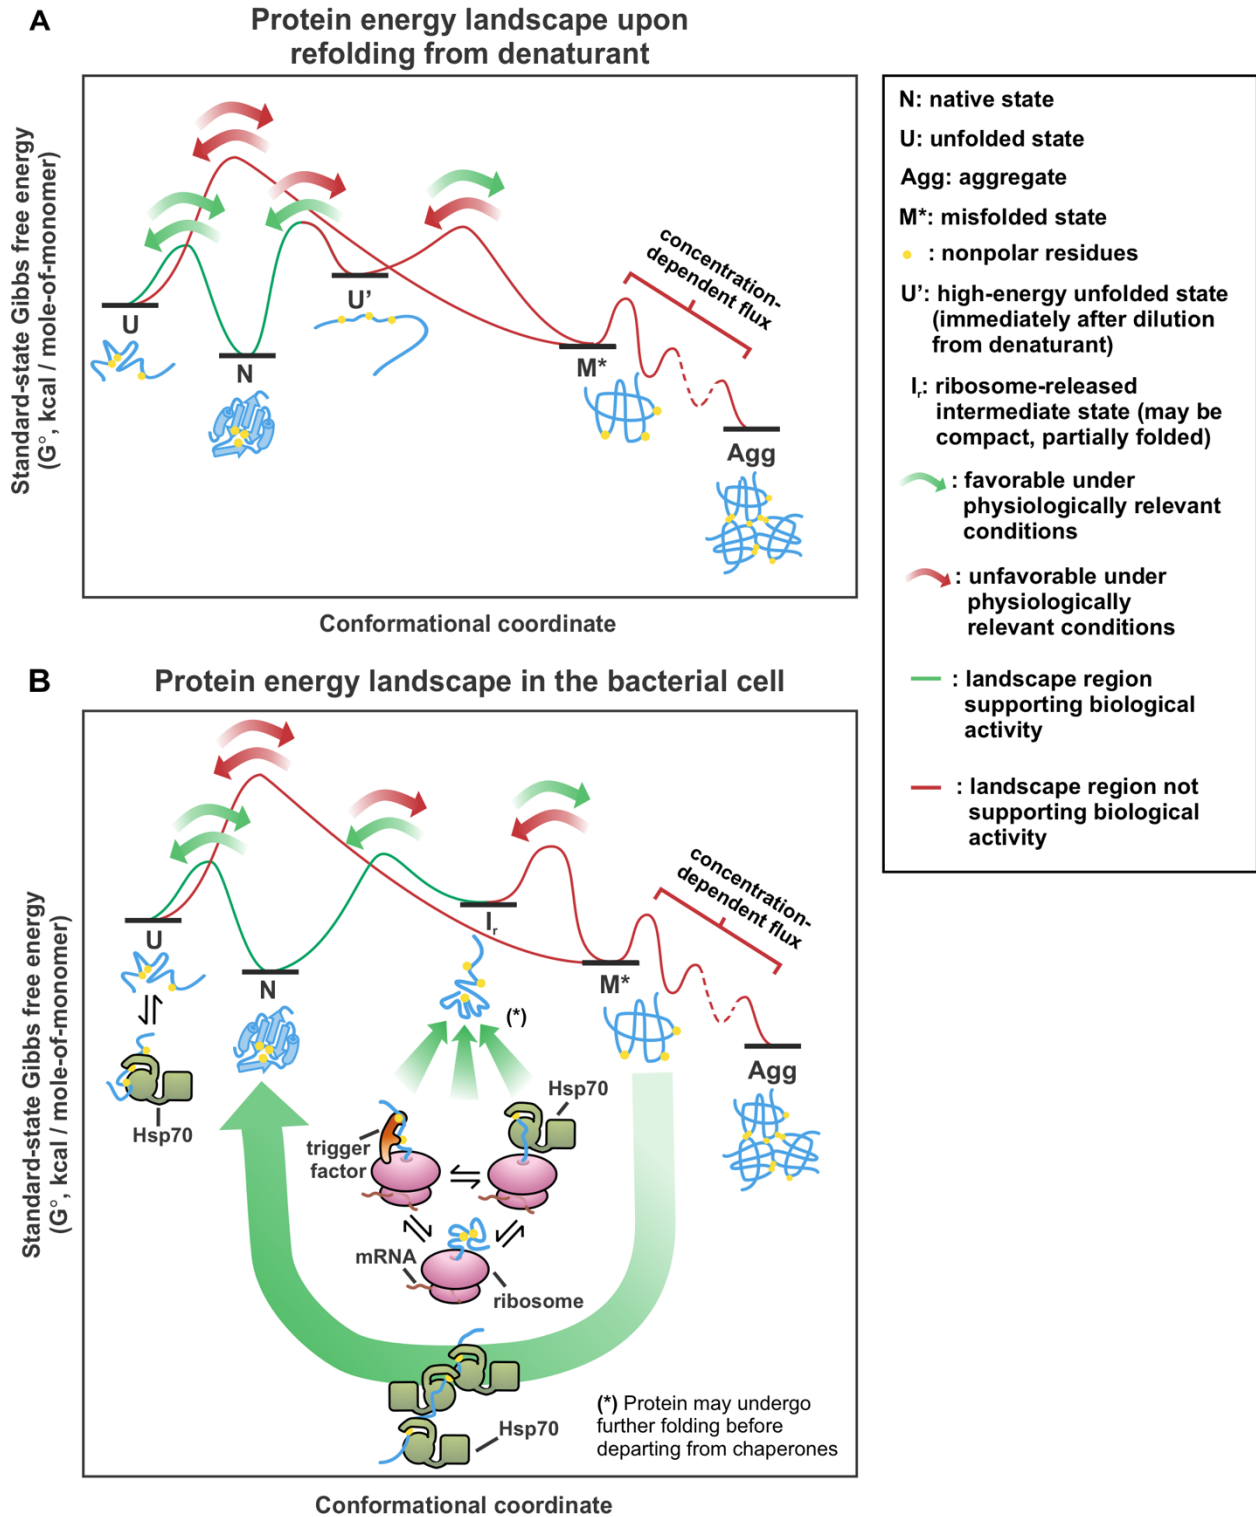 A
Protein energy landscape upon
refolding from denaturant
Standard-state Gibbs free energy
(G°, kcal / mole-of-monomer)
U
N
U'
M*
concentration-
dependent flux
Agg
Conformational coordinate
N: native state
U: unfolded state
Agg: aggregate
M*: misfolded state
: nonpolar residues
U': high-energy unfolded state
(immediately after dilution
from denaturant)
Ir: ribosome-released
intermediate state (may be
compact, partially folded)
: favorable under
physiologically relevant
conditions
: unfavorable under
physiologically
relevant conditions
: landscape region
supporting biological
activity
: landscape region not
supporting biological
activity
B
Protein energy landscape in the bacterial cell
Standard-state Gibbs free energy
(G°, kcal / mole-of-monomer)
U
N
Ir
M*
concentration-
dependent flux
Agg
(*)
Hsp70
Hsp70
trigger
factor
mRNA
ribosome
Hsp70
(*) Protein may undergo
further folding before
departing from chaperones
Conformational coordinate